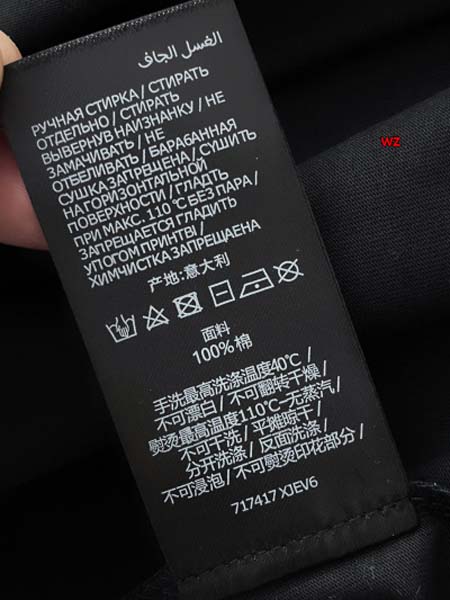 الغسل الجاف
РУЧНАЯ СТИРКА / СТИРАТЬ
ОТДЕЛЬНО / СТИРАТЬ
ВЫВЕРНУВ НАИЗНАНКУ / НЕ
ЗАМАЧИВАТЬ / НЕ
ОТБЕЛИВАТЬ / БАРАБАННАЯ
СУШКА ЗАПРЕЩЕНА / СУШИТЬ
НА ГОРИЗОНТАЛЬНОЙ
ПОВЕРХНОСТИ / ГЛАДТЬ
ПРИ МАКС. 110 °C БЕЗ ПАРА /
ЗАПРЕЩАЕТСЯ ГЛАДИТЬ
УТЮГОМ ПРИНТВІ /
ХИМЧИСТКА ЗАПРЕЩАЕНА
产地:意大利
面料
100% 棉
手洗最高洗涤温度40℃ /
不可漂白 / 不可翻转干燥 /
熨烫最高温度110℃-无蒸汽 /
不可干洗 / 平摊晾干 /
分开洗涤 / 反面洗涤 /
不可浸泡 / 不可熨烫印花部分 /
717417 XJEV6
WZ